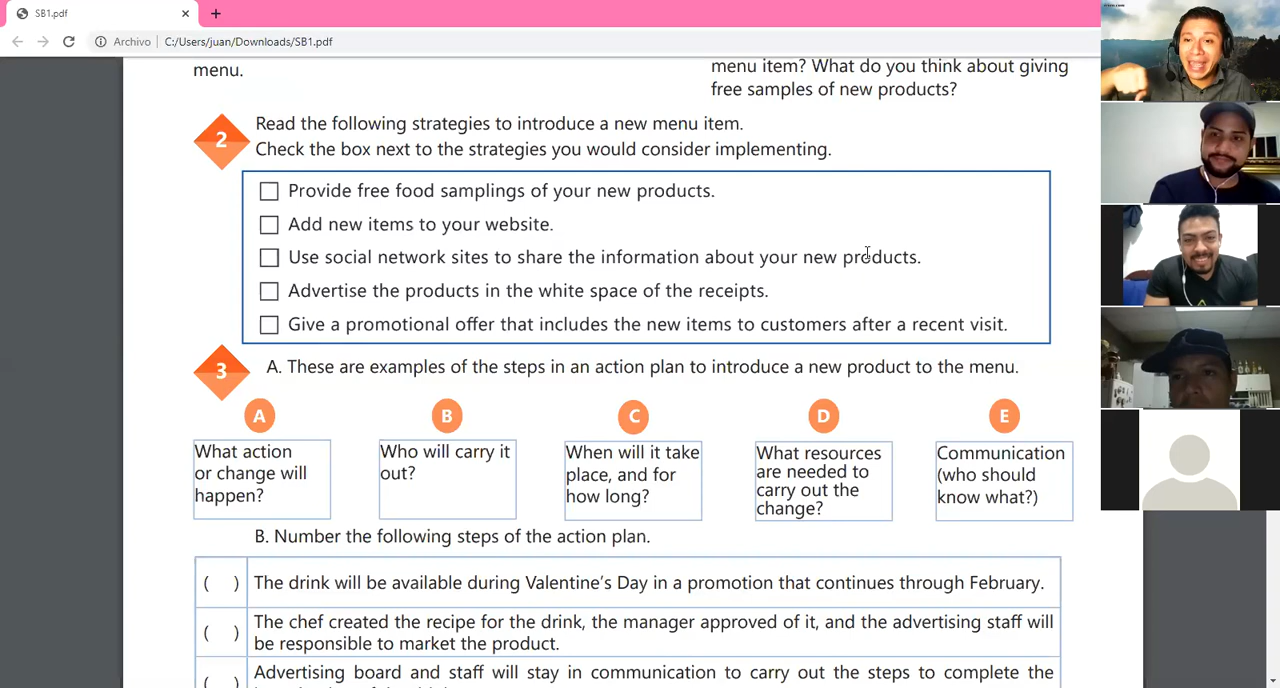 SB1.pdf
Archivo
C:/Users/juan/Downloads/SB1.pdf
menu.
menu item? What do you think about giving
free samples of new products?
2
Read the following strategies to introduce a new menu item.
Check the box next to the strategies you would consider implementing.
Provide free food samplings of your new products.
Add new items to your website.
Use social network sites to share the information about your new products.
Advertise the products in the white space of the receipts.
Give a promotional offer that includes the new items to customers after a recent visit.
3
A. These are examples of the steps in an action plan to introduce a new product to the menu.
A
What action
or change will
happen?
B
Who will carry it
out?
C
When will it take
place, and for
how long?
D
What resources
are needed to
carry out the
change?
E
Communication
(who should
know what?)
B. Number the following steps of the action plan.
( ) The drink will be available during Valentine's Day in a promotion that continues through February.
( ) The chef created the recipe for the drink, the manager approved of it, and the advertising staff will
be responsible to market the product.
( ) Advertising board and staff will stay in communication to carry out the steps to complete the